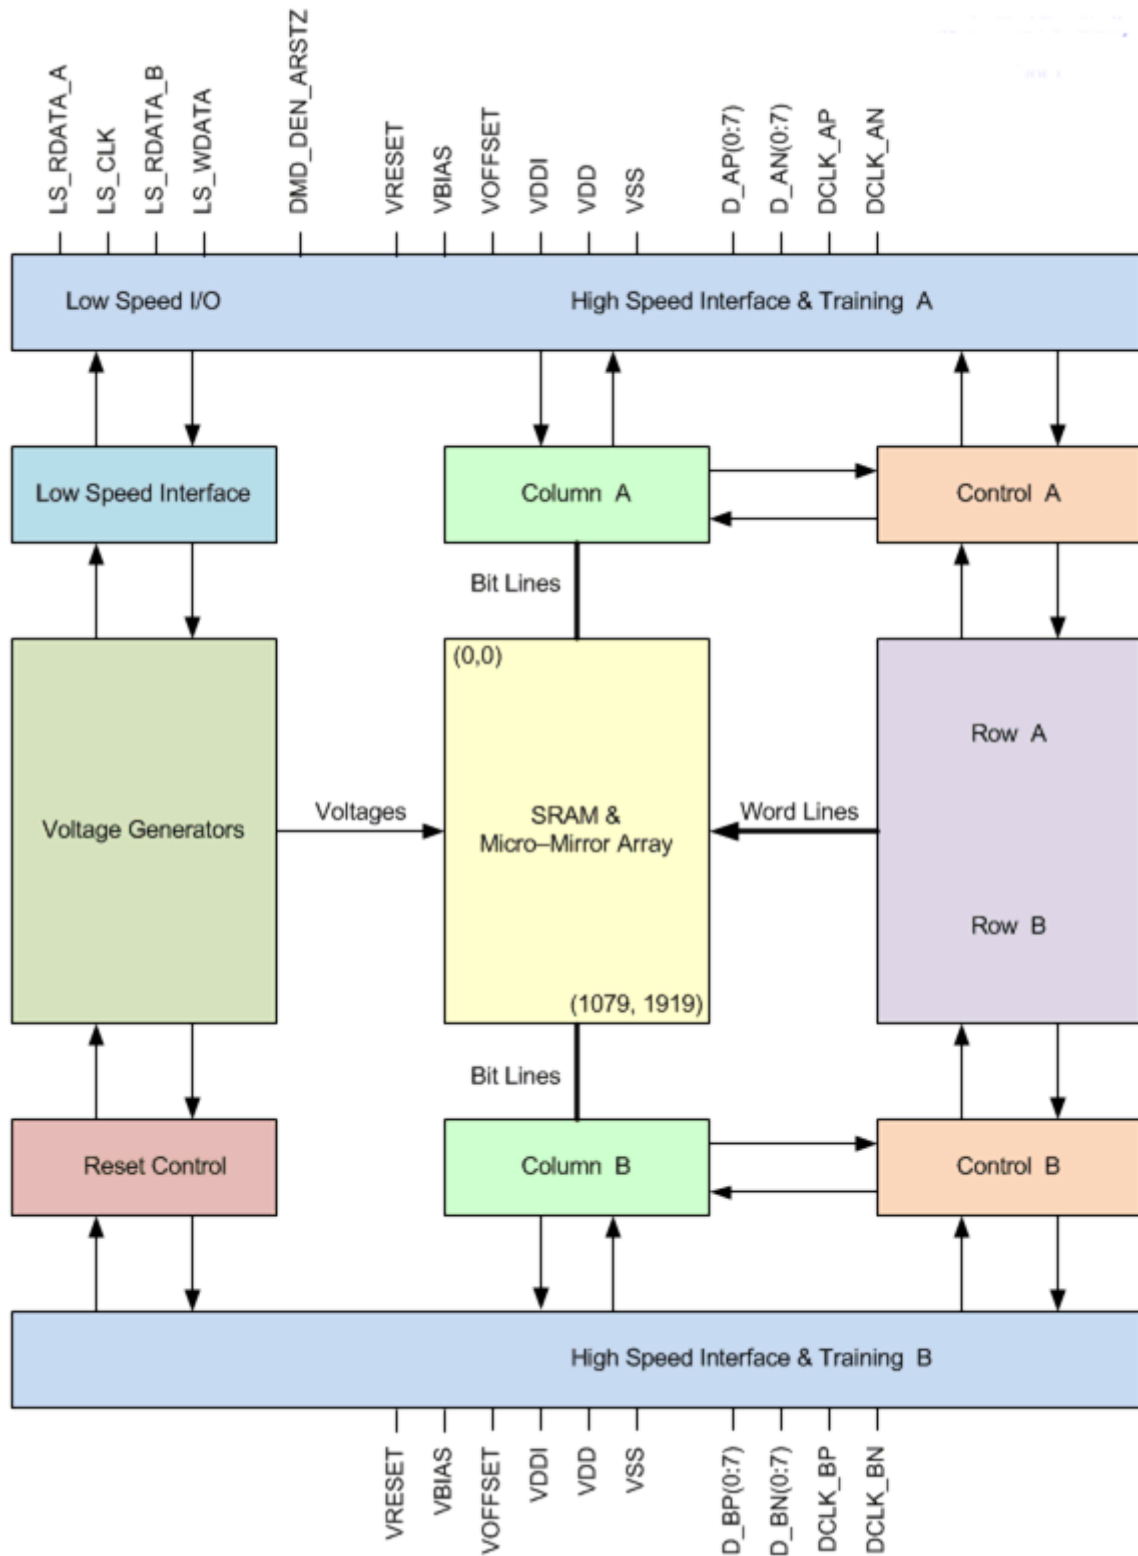 LS_RDATA_A
LS_CLK
LS_RDATA_B
LS_WDATA
DMD_DEN_ARSTZ
VRESET
VBIAS
VOFFSET
VDDI
VDD
VSS
D_AP(0:7)
D_AN(0:7)
DCLK_AP
DCLK_AN
Low Speed I/O
High Speed Interface & Training A
Low Speed Interface
Column A
Control A
Bit Lines
(0,0)
Row A
Voltage Generators
Voltages
SRAM &
Micro–Mirror Array
Word Lines
Row B
(1079, 1919)
Bit Lines
Reset Control
Column B
Control B
High Speed Interface & Training B
VRESET
VBIAS
VOFFSET
VDDI
VDD
VSS
D_BP(0:7)
D_BN(0:7)
DCLK_BP
DCLK_BN